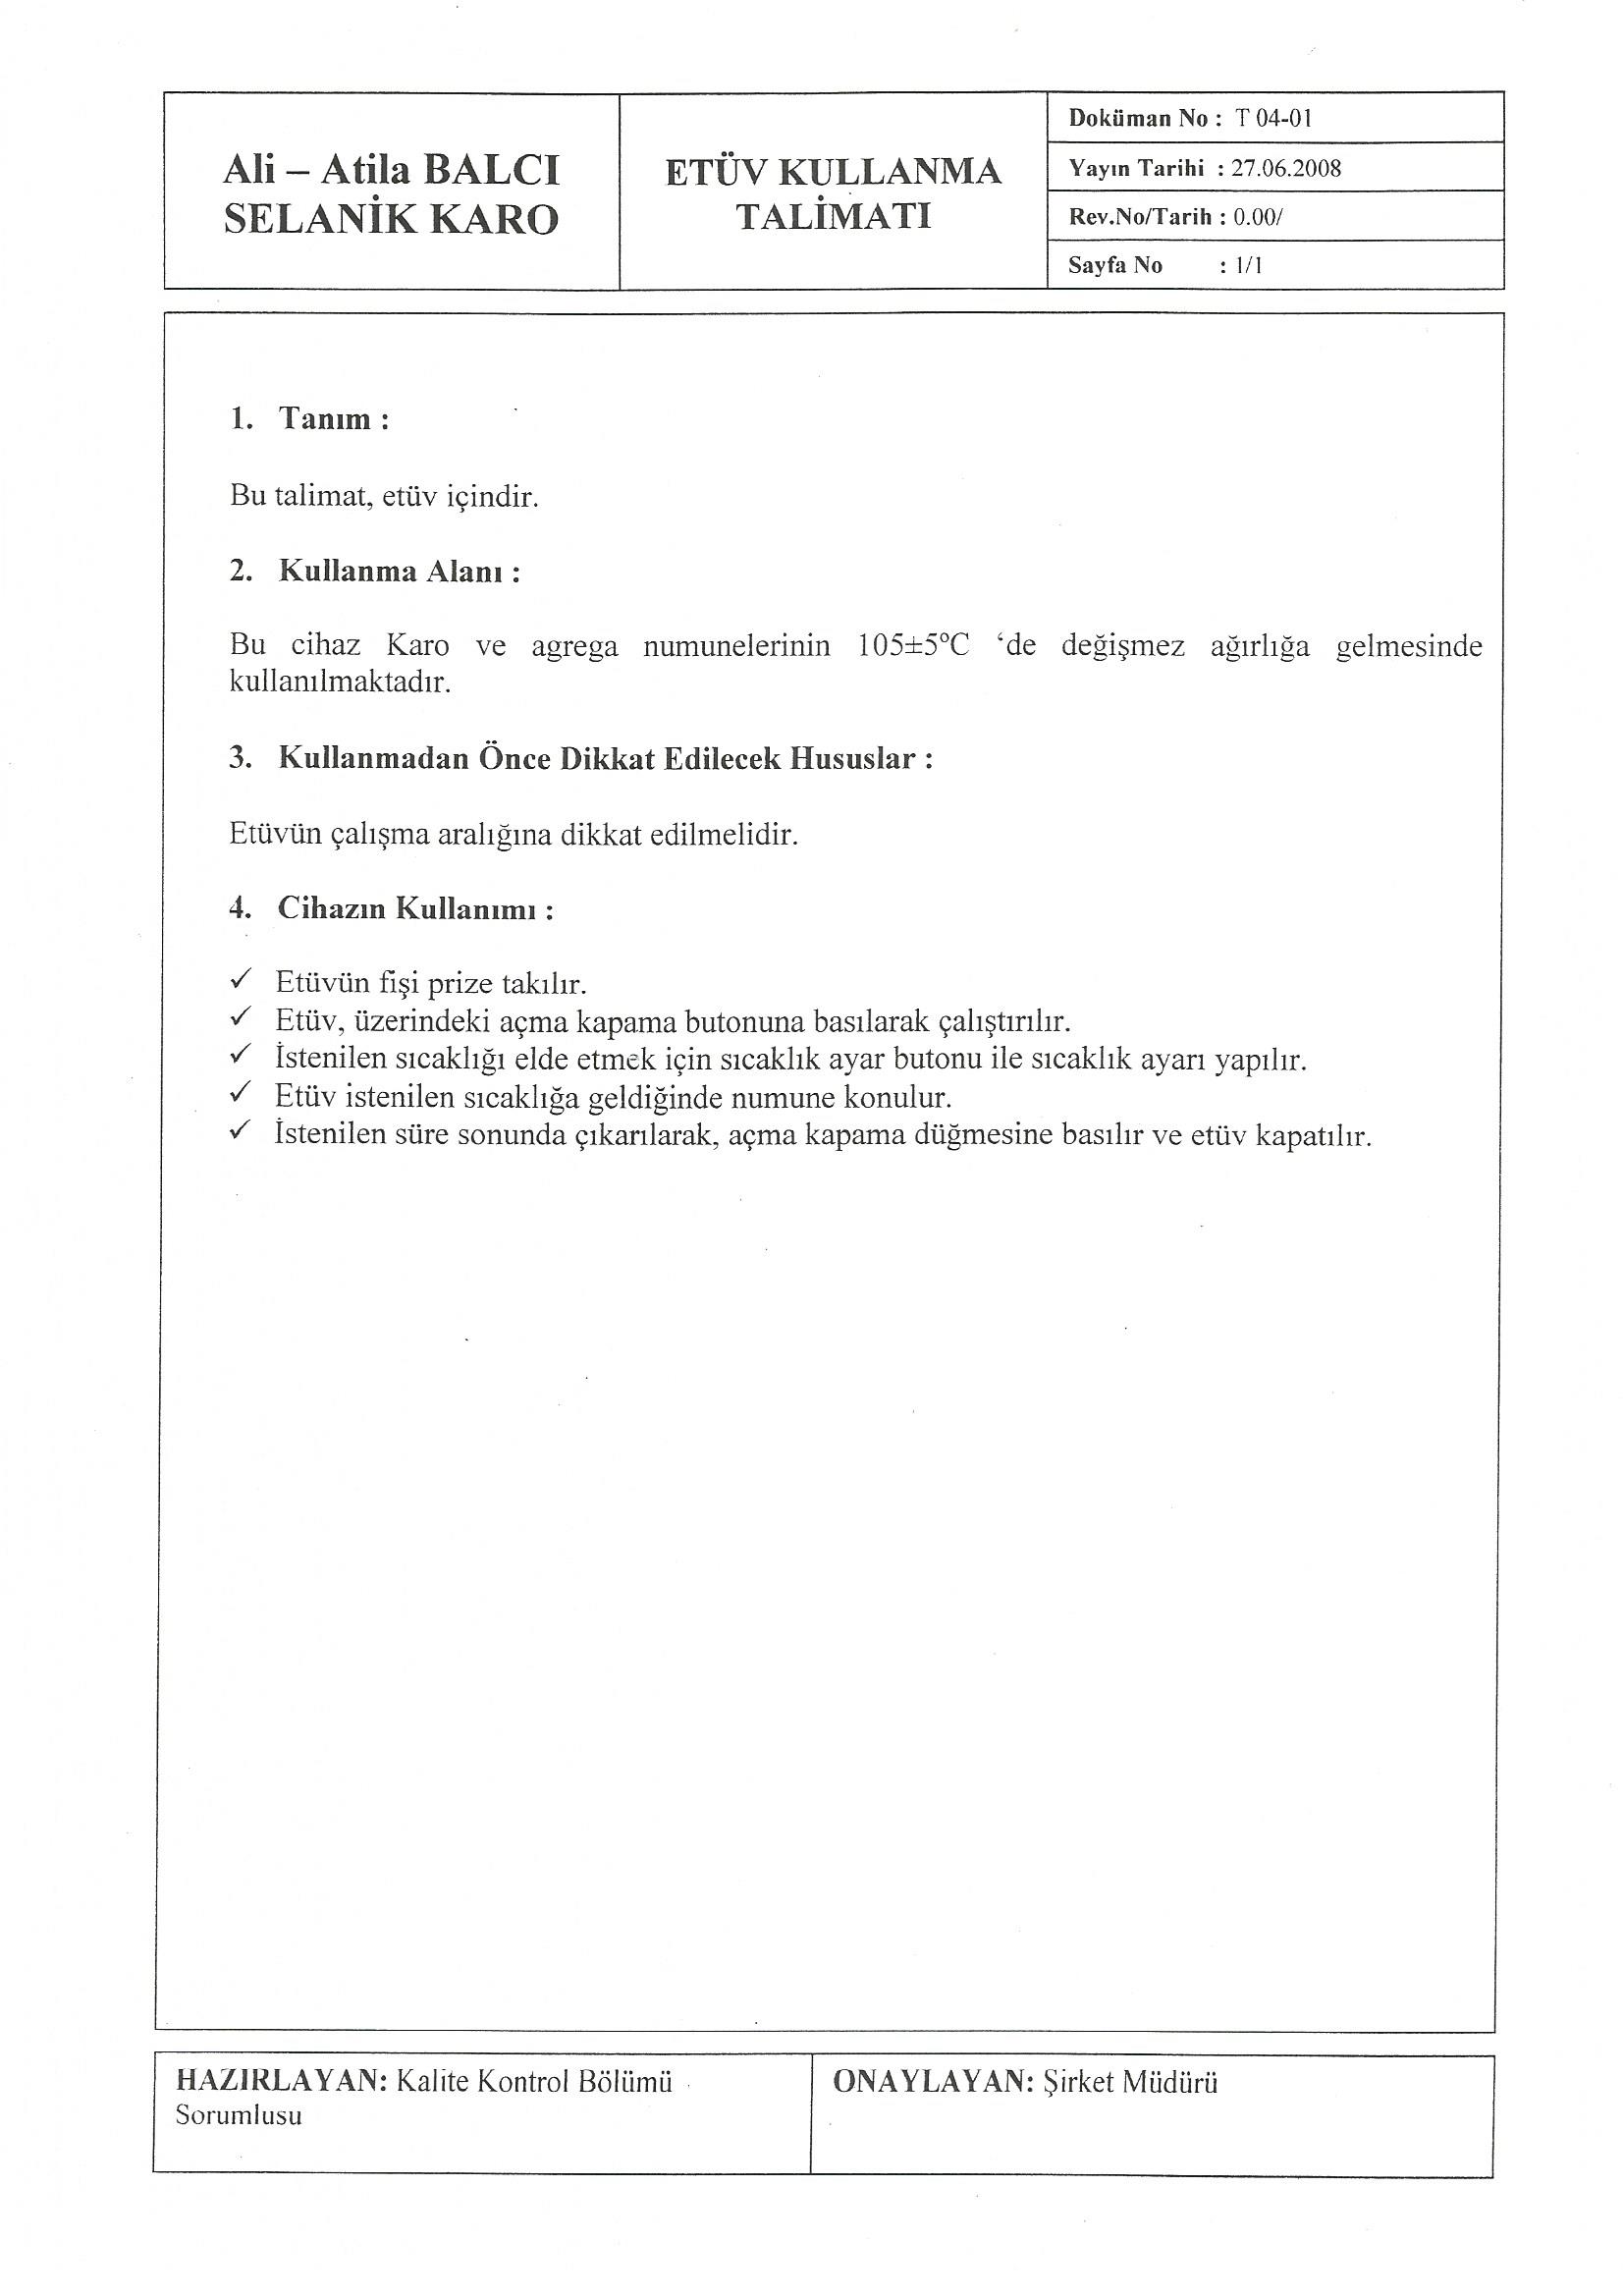 Ali – Atila BALCI
SELANİK KARO
ETÜV KULLANMA
TALİMATI
Doküman No : T 04-01
Yayın Tarihi : 27.06.2008
Rev.No/Tarih : 0.00/
Sayfa No : 1/1
1. Tanım :
Bu talimat, etüv içindir.
2. Kullanma Alanı :
Bu cihaz Karo ve agrega numunelerinin 105±5ºC ‘de değişmez ağırlığa gelmesinde
kullanılmaktadır.
3. Kullanmadan Önce Dikkat Edilecek Hususlar :
Etüvün çalışma aralığına dikkat edilmelidir.
4. Cihazın Kullanımı :
✓ Etüvün fişi prize takılır.
✓ Etüv, üzerindeki açma kapama butonuna basılarak çalıştırılır.
✓ İstenilen sıcaklığı elde etmek için sıcaklık ayar butonu ile sıcaklık ayarı yapılır.
✓ Etüv istenilen sıcaklığa geldiğinde numune konulur.
✓ İstenilen süre sonunda çıkarılarak, açma kapama düğmesine basılır ve etüv kapatılır.
HAZIRLAYAN: Kalite Kontrol Bölümü
Sorumlusu
ONAYLAYAN: Şirket Müdürü